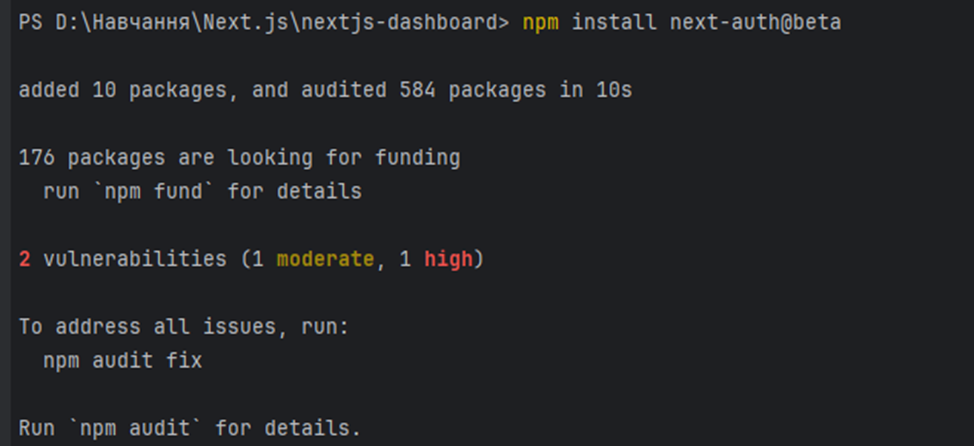 PS D:\Навчання\Next.js\nextjs-dashboard> npm install next-auth@beta
added 10 packages, and audited 584 packages in 10s
176 packages are looking for funding
run `npm fund` for details
2 vulnerabilities (1 moderate, 1 high)
To address all issues, run:
npm audit fix
Run `npm audit` for details.